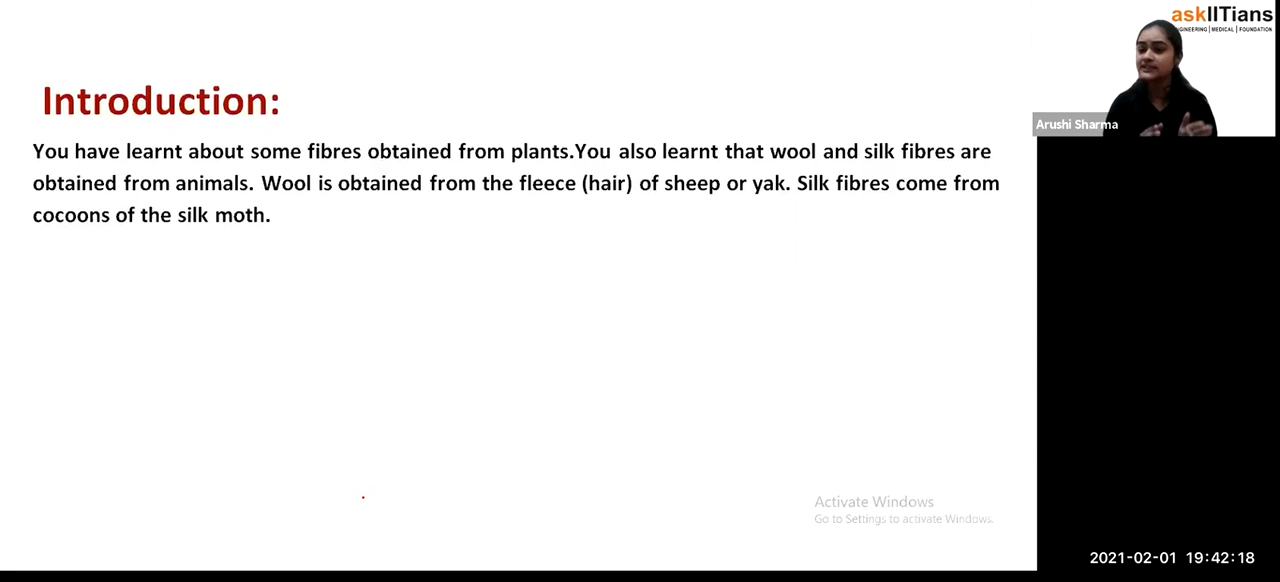 askIITians
ENGINEERING | MEDICAL | FOUNDATION
Introduction:
Arushi Sharma
You have learnt about some fibres obtained from plants.You also learnt that wool and silk fibres are
obtained from animals. Wool is obtained from the fleece (hair) of sheep or yak. Silk fibres come from
cocoons of the silk moth.
Activate Windows
Go to Settings to activate Windows.
2021-02-01 19:42:18